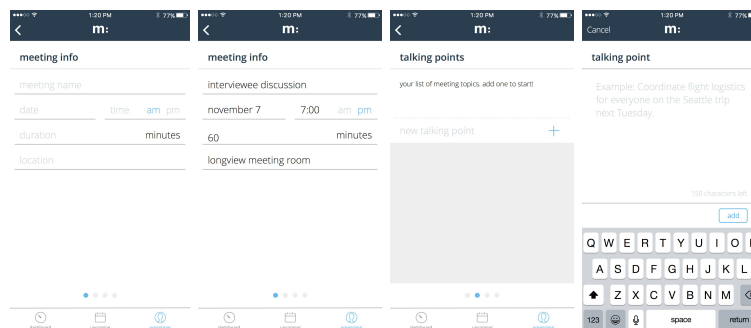 1:20 PM 77%
m:
meeting info
meeting name
date time am pm
duration minutes
location
1:20 PM 77%
m:
meeting info
interviewee discussion
november 7 7:00 am pm
60 minutes
longview meeting room
1:20 PM 77%
m:
talking points
your list of meeting topics. add one to start!
new talking point +
1:20 PM 77%
Cancel m:
talking point
Example: Coordinate flight logistics
for everyone on the Seattle trip
next Tuesday.
150 characters left
add
Q W E R T Y U I O
A S D F G H J K L
Z X C V B N M
123 space return